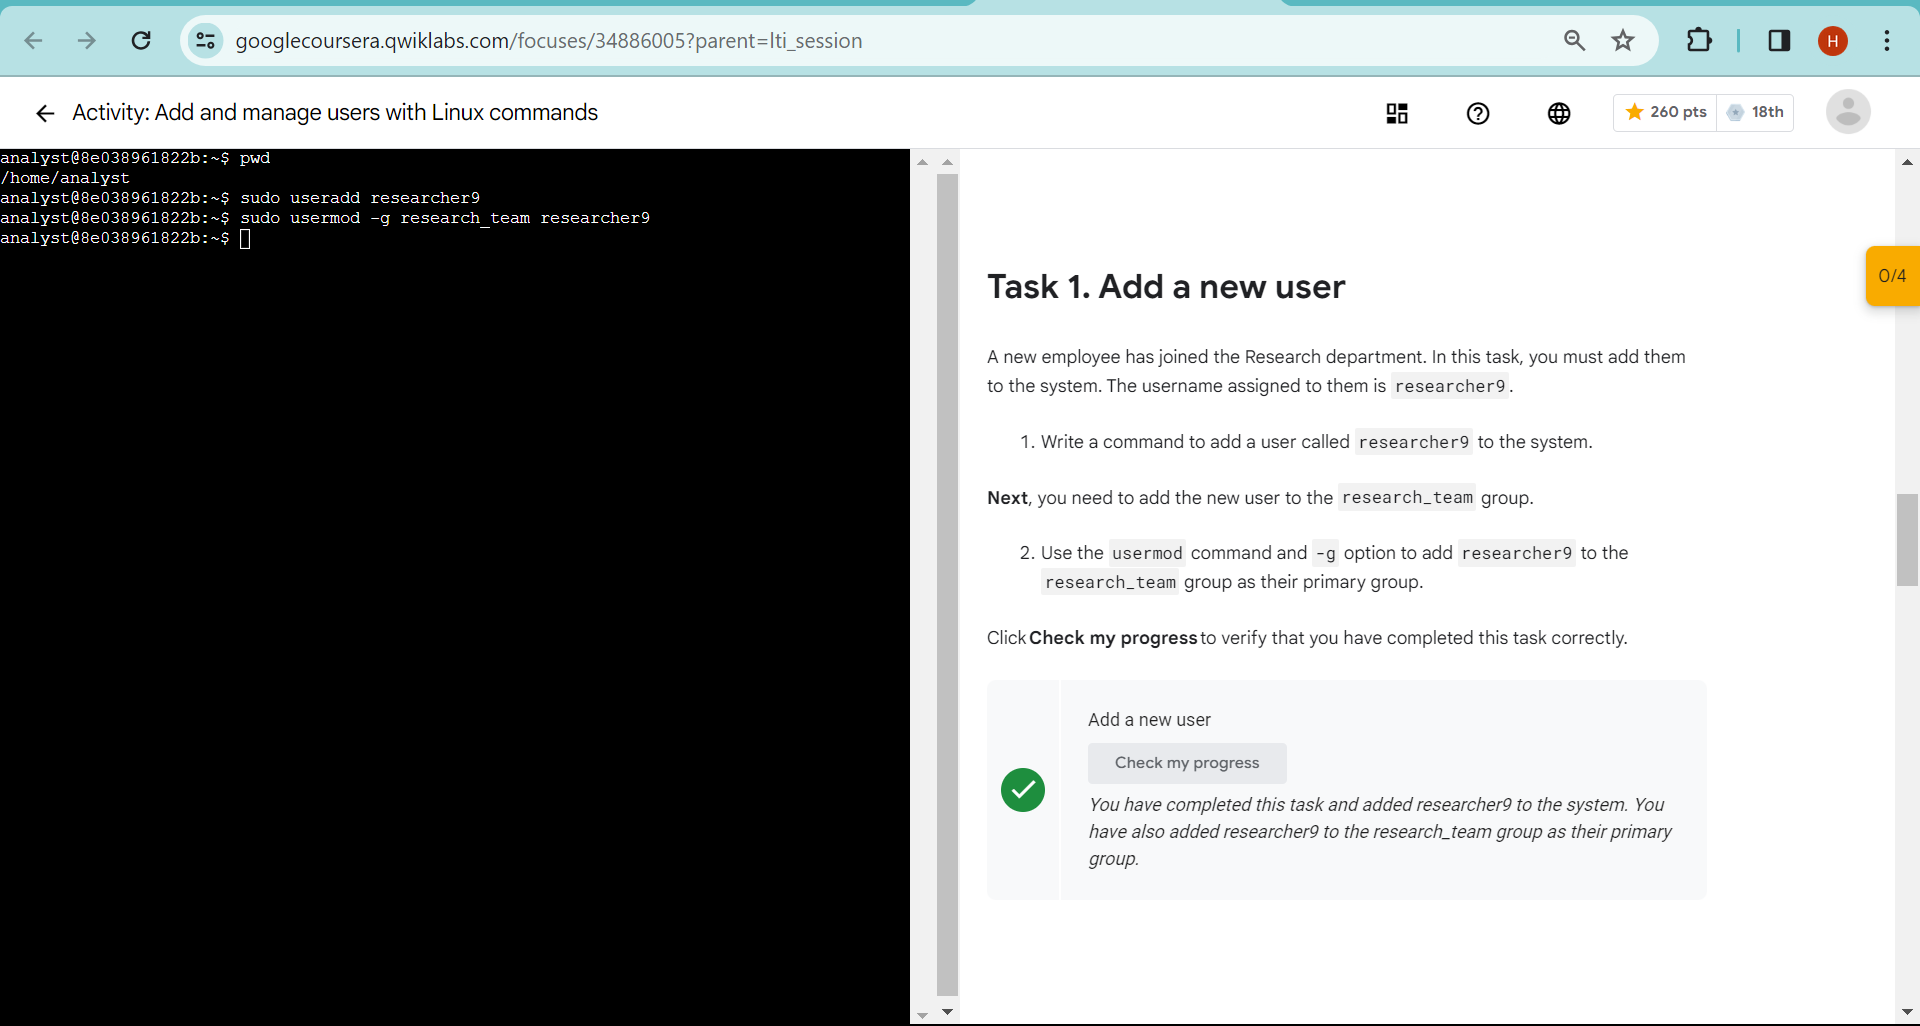 googlecoursera.qwiklabs.com/focuses/34886005?parent=lti_session
H
Activity: Add and manage users with Linux commands
260 pts
18th
analyst@8e038961822b:~$ pwd
/home/analyst
analyst@8e038961822b:~$ sudo useradd researcher9
analyst@8e038961822b:~$ sudo usermod -g research_team researcher9
analyst@8e038961822b:~$
0/4
Task 1. Add a new user
A new employee has joined the Research department. In this task, you must add them
to the system. The username assigned to them is researcher9.
1. Write a command to add a user called researcher9 to the system.
Next, you need to add the new user to the research_team group.
2. Use the usermod command and -g option to add researcher9 to the
research_team group as their primary group.
Click Check my progress to verify that you have completed this task correctly.
Add a new user
Check my progress
You have completed this task and added researcher9 to the system. You
have also added researcher9 to the research_team group as their primary
group.